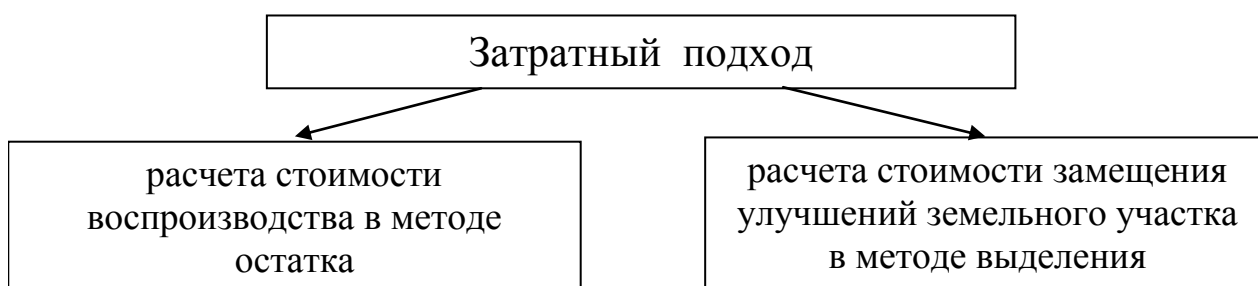 Затратный подход
расчета стоимости
воспроизводства в методе
остатка
расчета стоимости замещения
улучшений земельного участка
в методе выделения